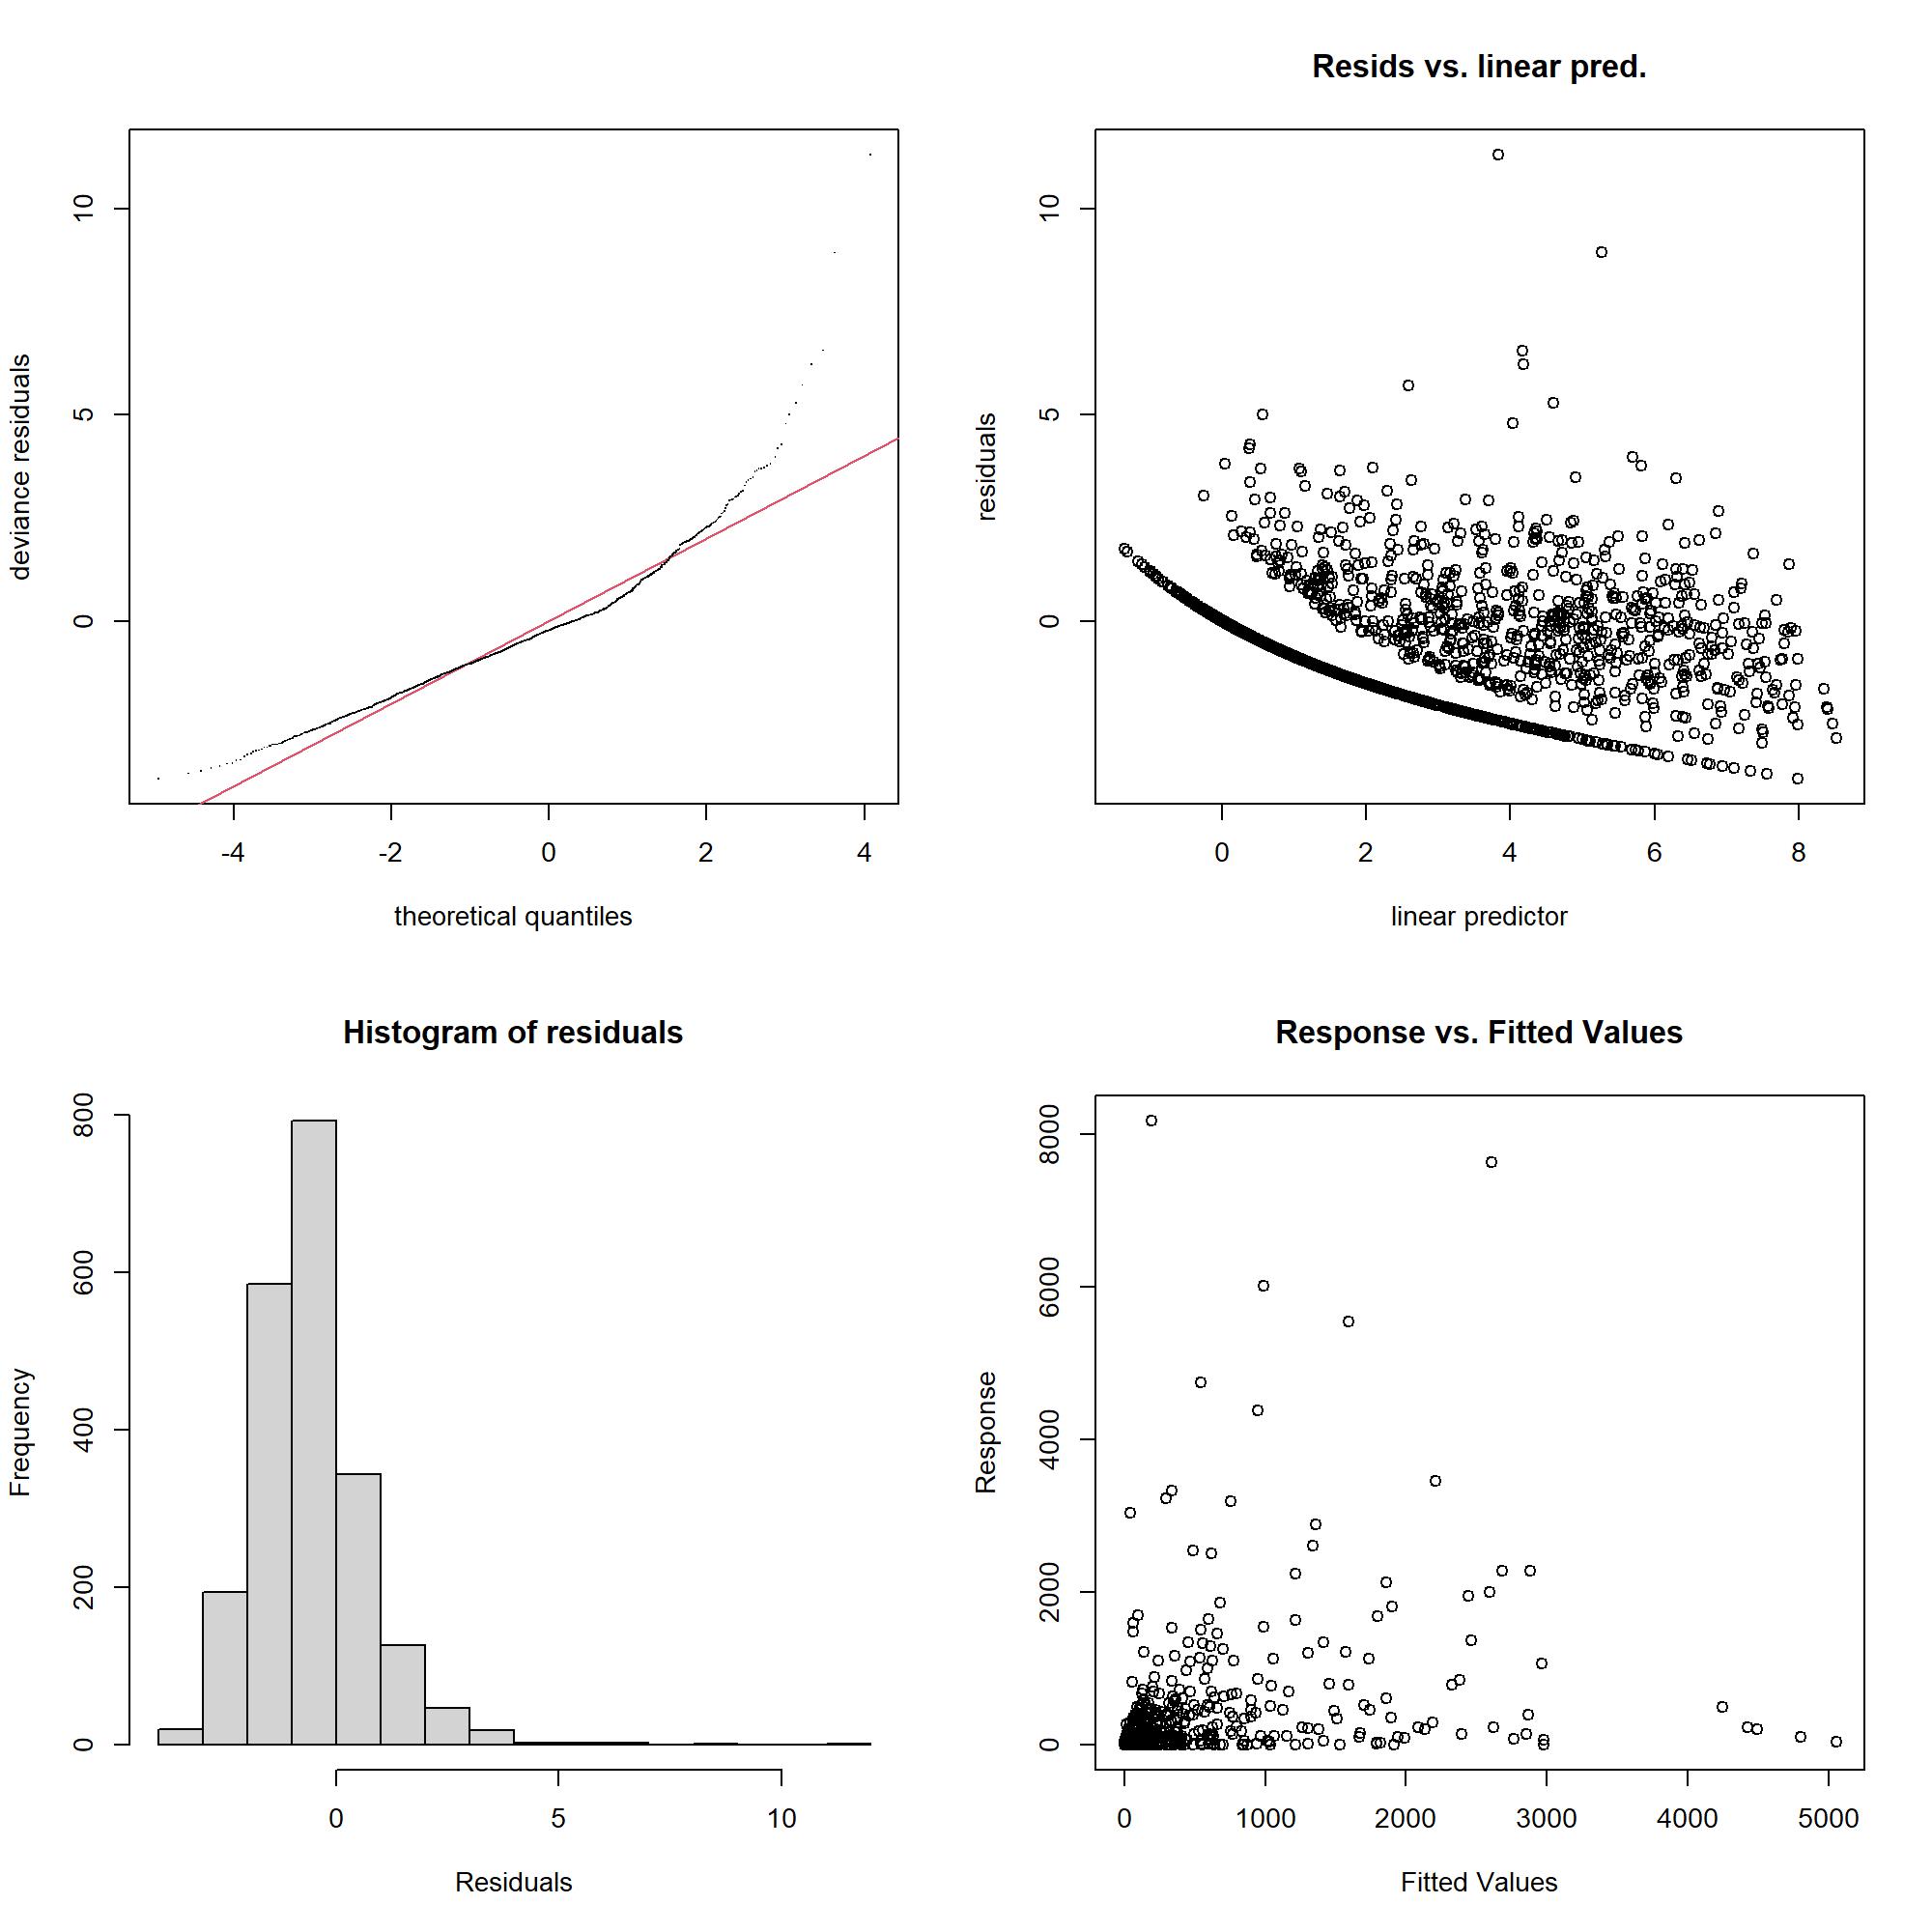 deviance residuals
10
5
0
-4 -2 0 2 4
theoretical quantiles
Resids vs. linear pred.
residuals
10
5
0
0 2 4 6 8
linear predictor
Histogram of residuals
Frequency
800
600
400
200
0
0 5 10
Residuals
Response vs. Fitted Values
Response
8000
6000
4000
2000
0
0 1000 2000 3000 4000 5000
Fitted Values